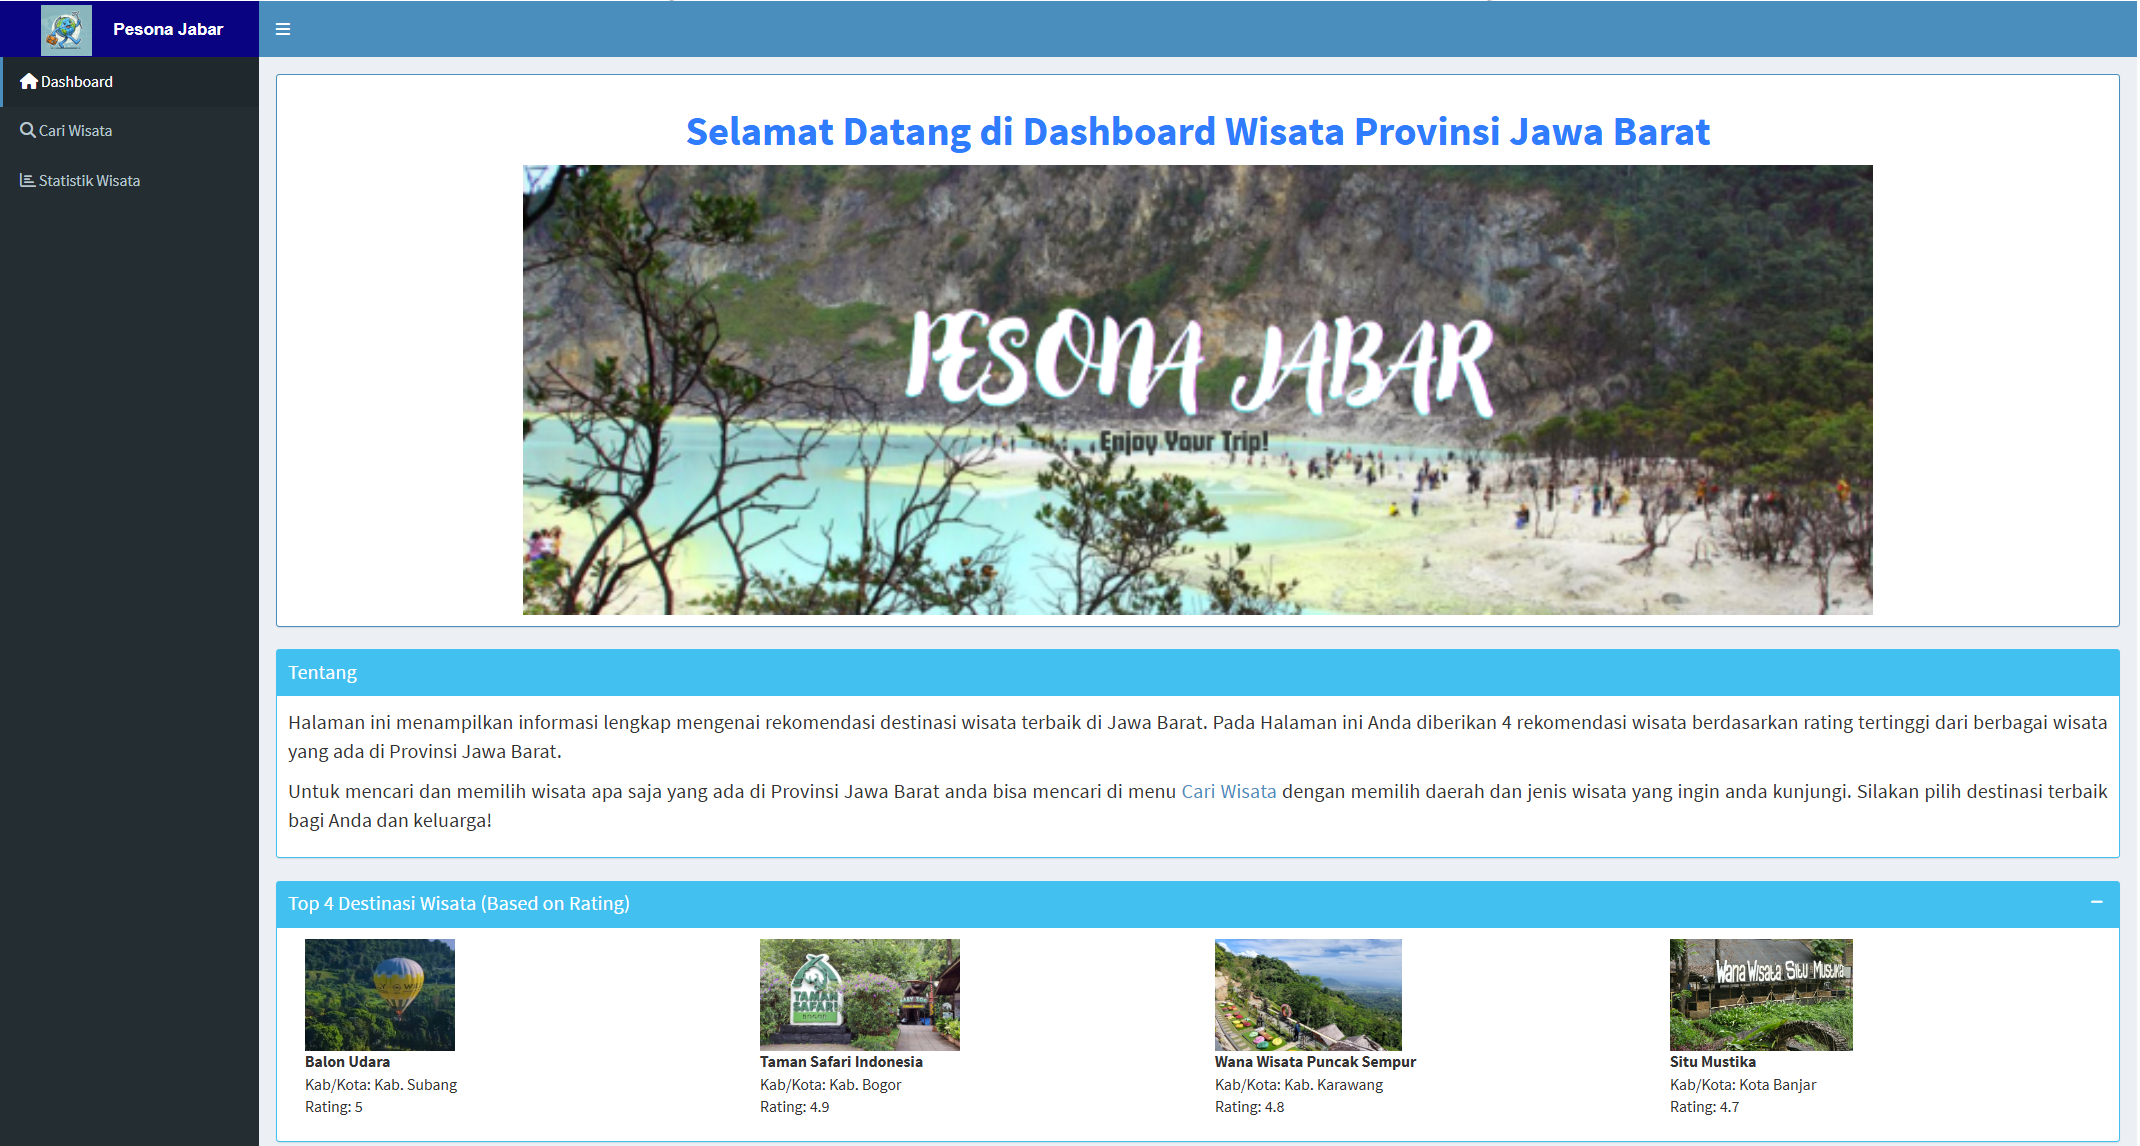 Pesona Jabar
Dashboard
Cari Wisata
Statistik Wisata
Selamat Datang di Dashboard Wisata Provinsi Jawa Barat
PESONA JABAR
Enjoy Your Trip!
Tentang
Halaman ini menampilkan informasi lengkap mengenai rekomendasi destinasi wisata terbaik di Jawa Barat. Pada Halaman ini Anda diberikan 4 rekomendasi wisata berdasarkan rating tertinggi dari berbagai wisata
yang ada di Provinsi Jawa Barat.
Untuk mencari dan memilih wisata apa saja yang ada di Provinsi Jawa Barat anda bisa mencari di menu Cari Wisata dengan memilih daerah dan jenis wisata yang ingin anda kunjungi. Silakan pilih destinasi terbaik
bagi Anda dan keluarga!
Top 4 Destinasi Wisata (Based on Rating)
TAMAN
SAFARI
BOGOR
Wana Wisata Situ Mustika
Balon Udara
Kab/Kota: Kab. Subang
Rating: 5
Taman Safari Indonesia
Kab/Kota: Kab. Bogor
Rating: 4.9
Wana Wisata Puncak Sempur
Kab/Kota: Kab. Karawang
Rating: 4.8
Situ Mustika
Kab/Kota: Kota Banjar
Rating: 4.7